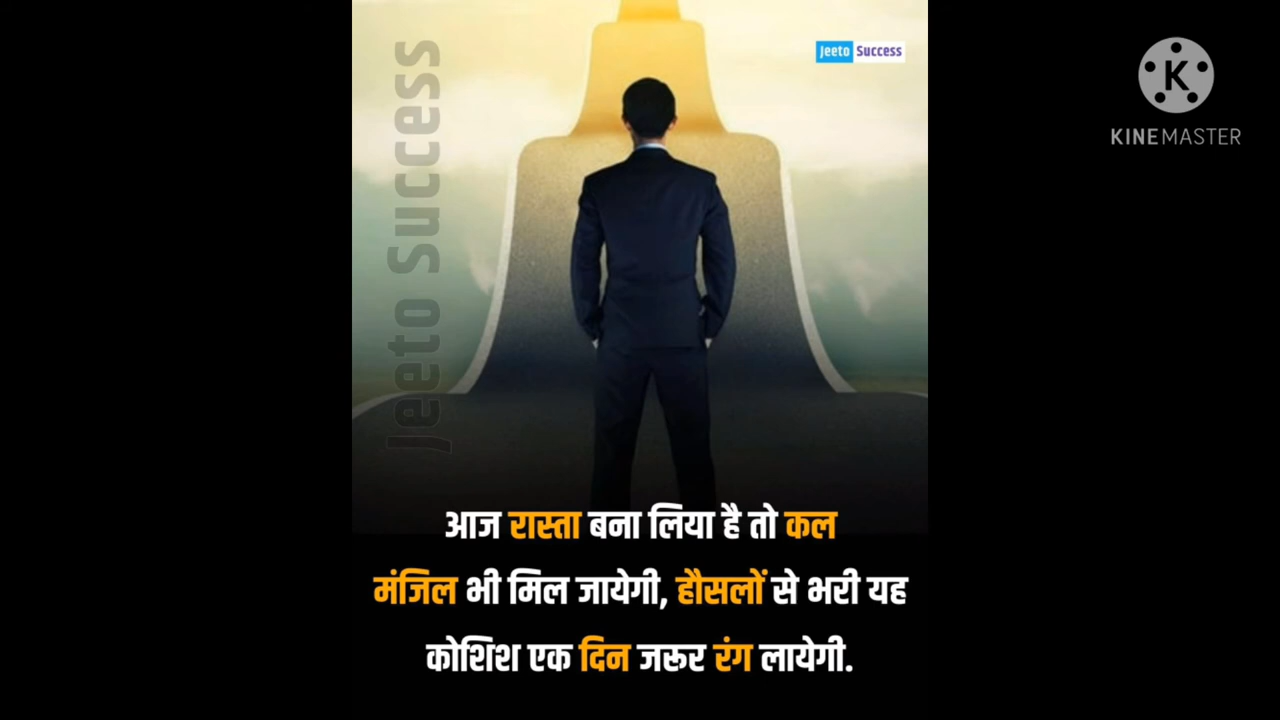 Jeeto Success
KINEMASTER
Jeeto Success
आज रास्ता बना लिया है तो कल
मंजिल भी मिल जायेगी, हौसलों से भरी यह
कोशिश एक दिन जरूर रंग लायेगी.